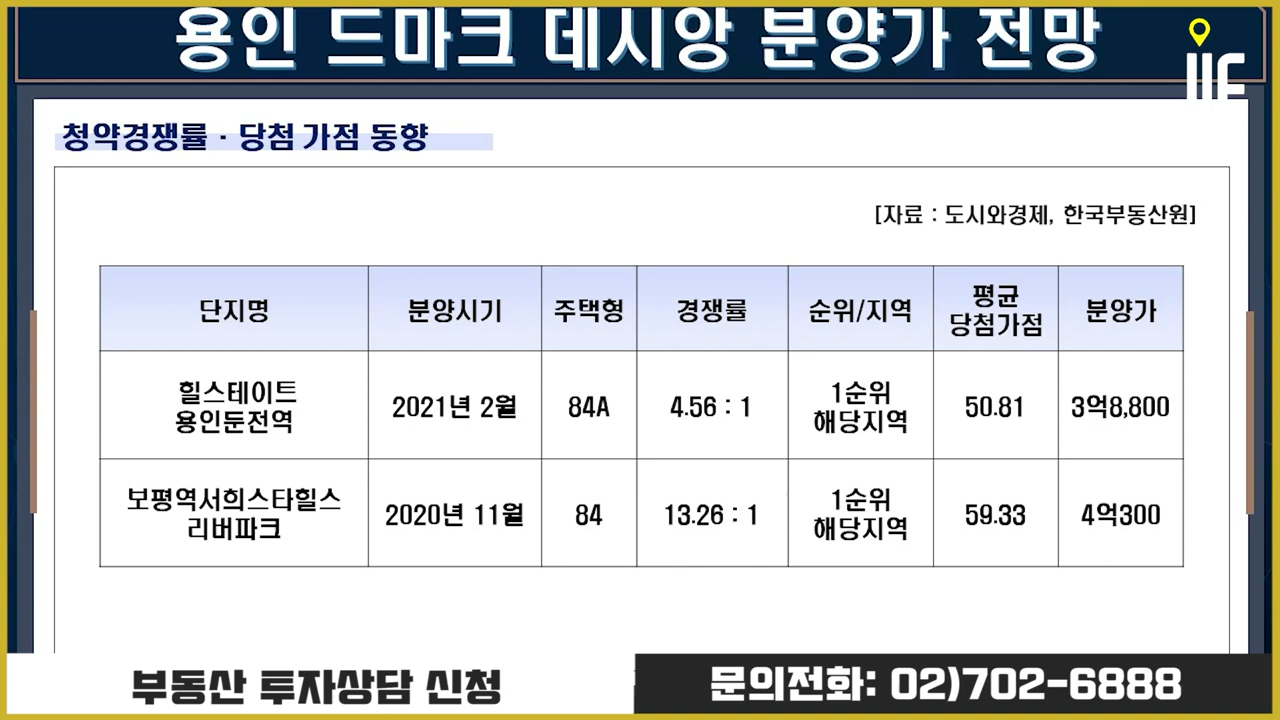 용인 드마크 데시앙 분양가 전망
청약경쟁률 · 당첨 가점 동향
[자료 : 도시와경제, 한국부동산원]
단지명 분양시기 주택형 경쟁률 순위/지역 평균 당첨가점 분양가
힐스테이트 용인둔전역 2021년 2월 84A 4.56 : 1 1순위 해당지역 50.81 3억8,800
보평역서희스타힐스 리버파크 2020년 11월 84 13.26 : 1 1순위 해당지역 59.33 4억300
부동산 투자상담 신청
문의전화: 02)702-6888